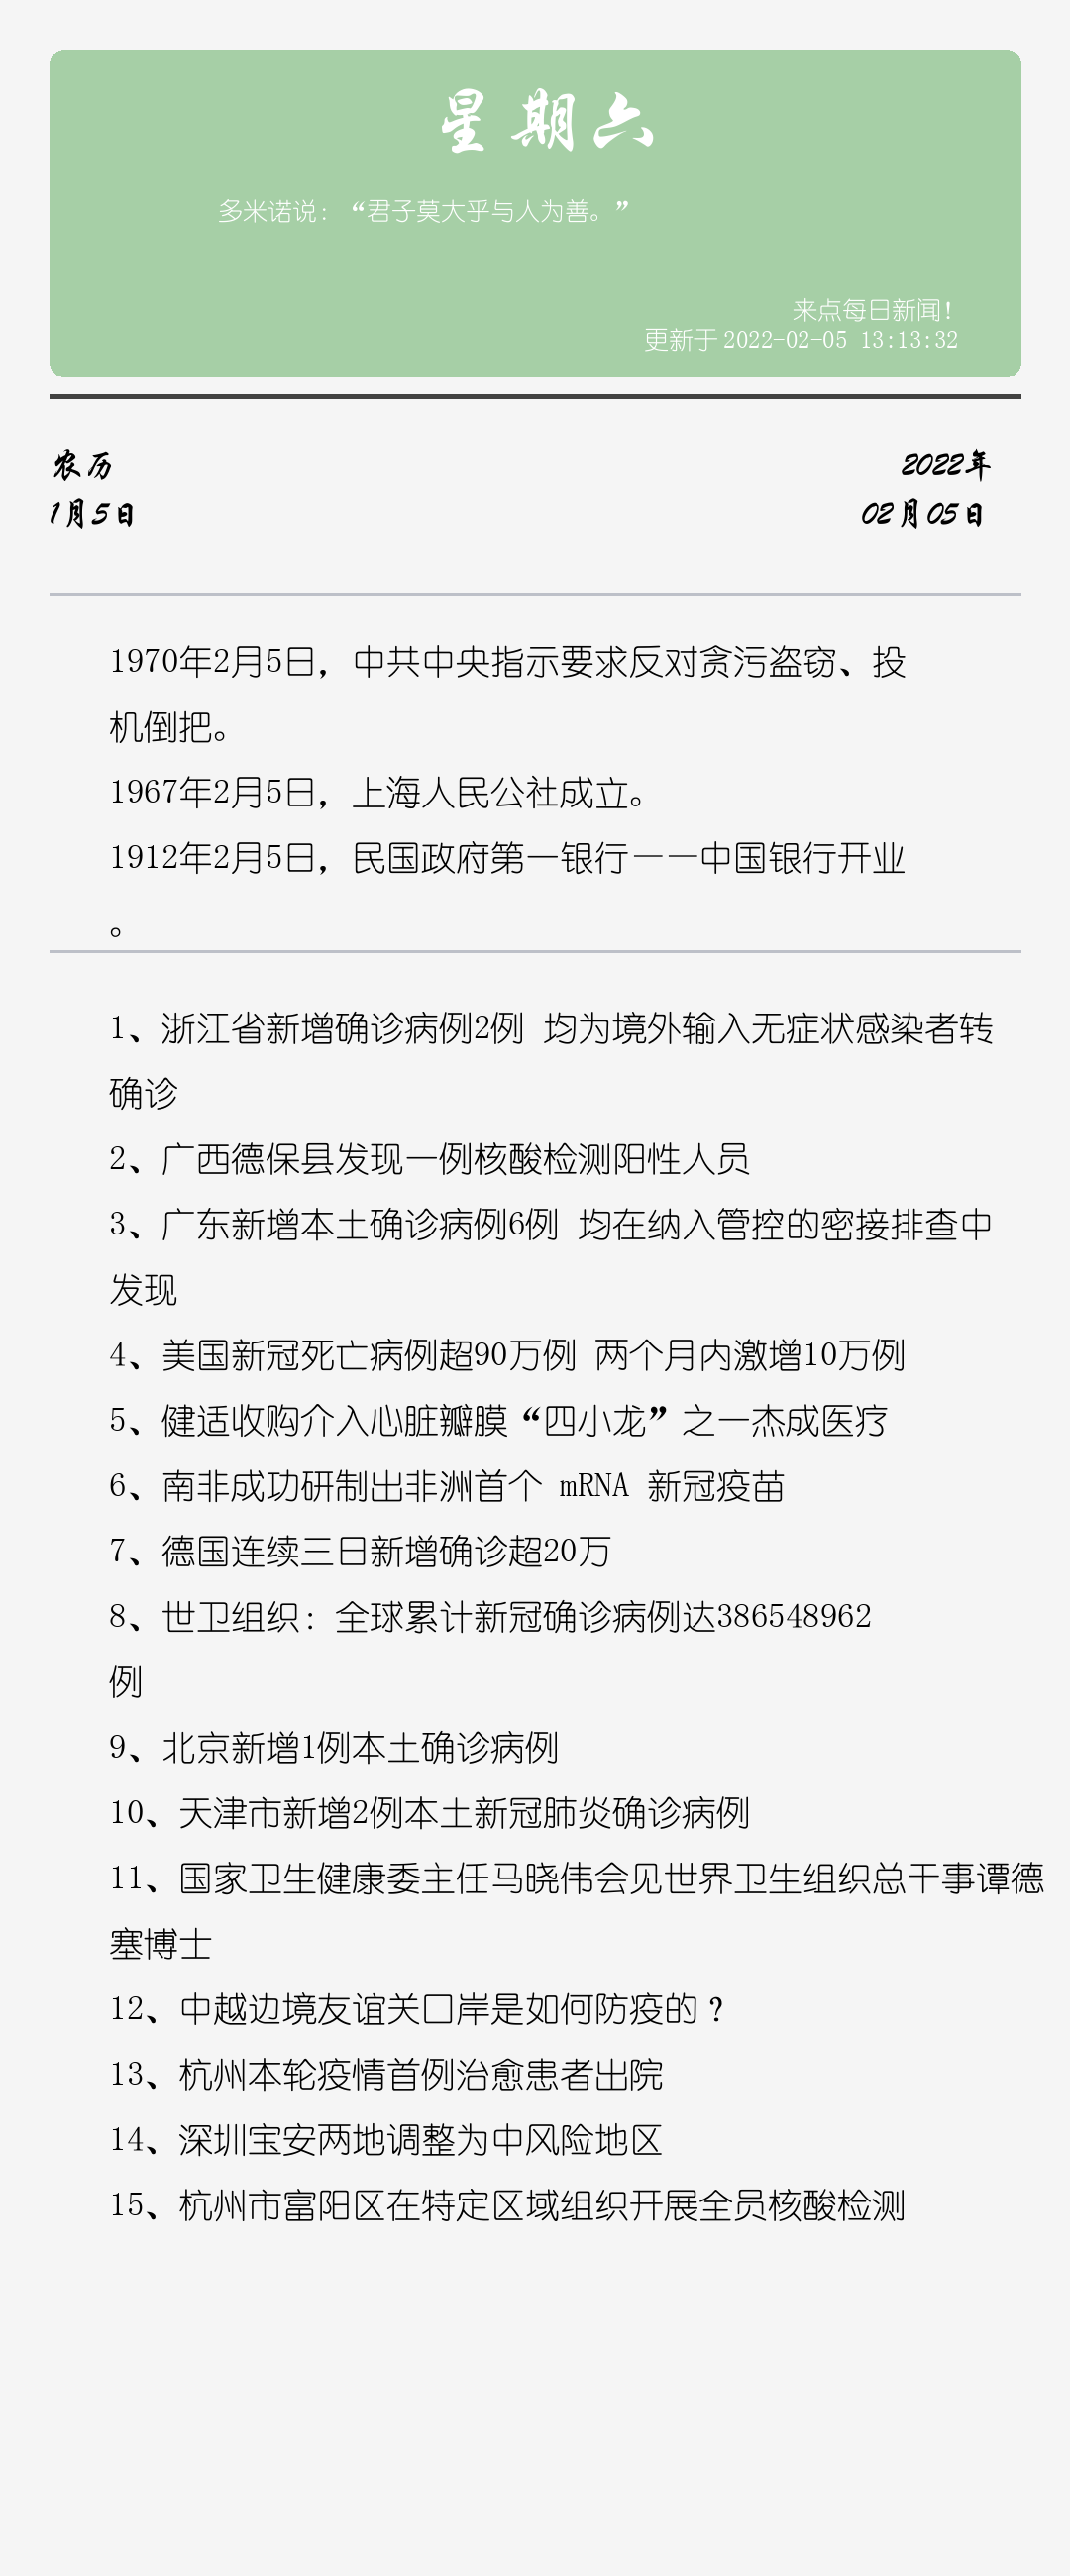 星期六
多米诺说：“君子莫大乎与人为善。”
来点每日新闻!
更新于 2022-02-05 13:13:32
农历
1月5日
2022年
02月05日
1970年2月5日，中共中央指示要求反对贪污盗窃、投
机倒把。
1967年2月5日，上海人民公社成立。
1912年2月5日，民国政府第一银行——中国银行开业
。
1、浙江省新增确诊病例2例 均为境外输入无症状感染者转
确诊
2、广西德保县发现一例核酸检测阳性人员
3、广东新增本土确诊病例6例 均在纳入管控的密接排查中
发现
4、美国新冠死亡病例超90万例 两个月内激增10万例
5、健适收购介入心脏瓣膜“四小龙”之一杰成医疗
6、南非成功研制出非洲首个 mRNA 新冠疫苗
7、德国连续三日新增确诊超20万
8、世卫组织：全球累计新冠确诊病例达386548962
例
9、北京新增1例本土确诊病例
10、天津市新增2例本土新冠肺炎确诊病例
11、国家卫生健康委主任马晓伟会见世界卫生组织总干事谭德
塞博士
12、中越边境友谊关口岸是如何防疫的？
13、杭州本轮疫情首例治愈患者出院
14、深圳宝安两地调整为中风险地区
15、杭州市富阳区在特定区域组织开展全员核酸检测